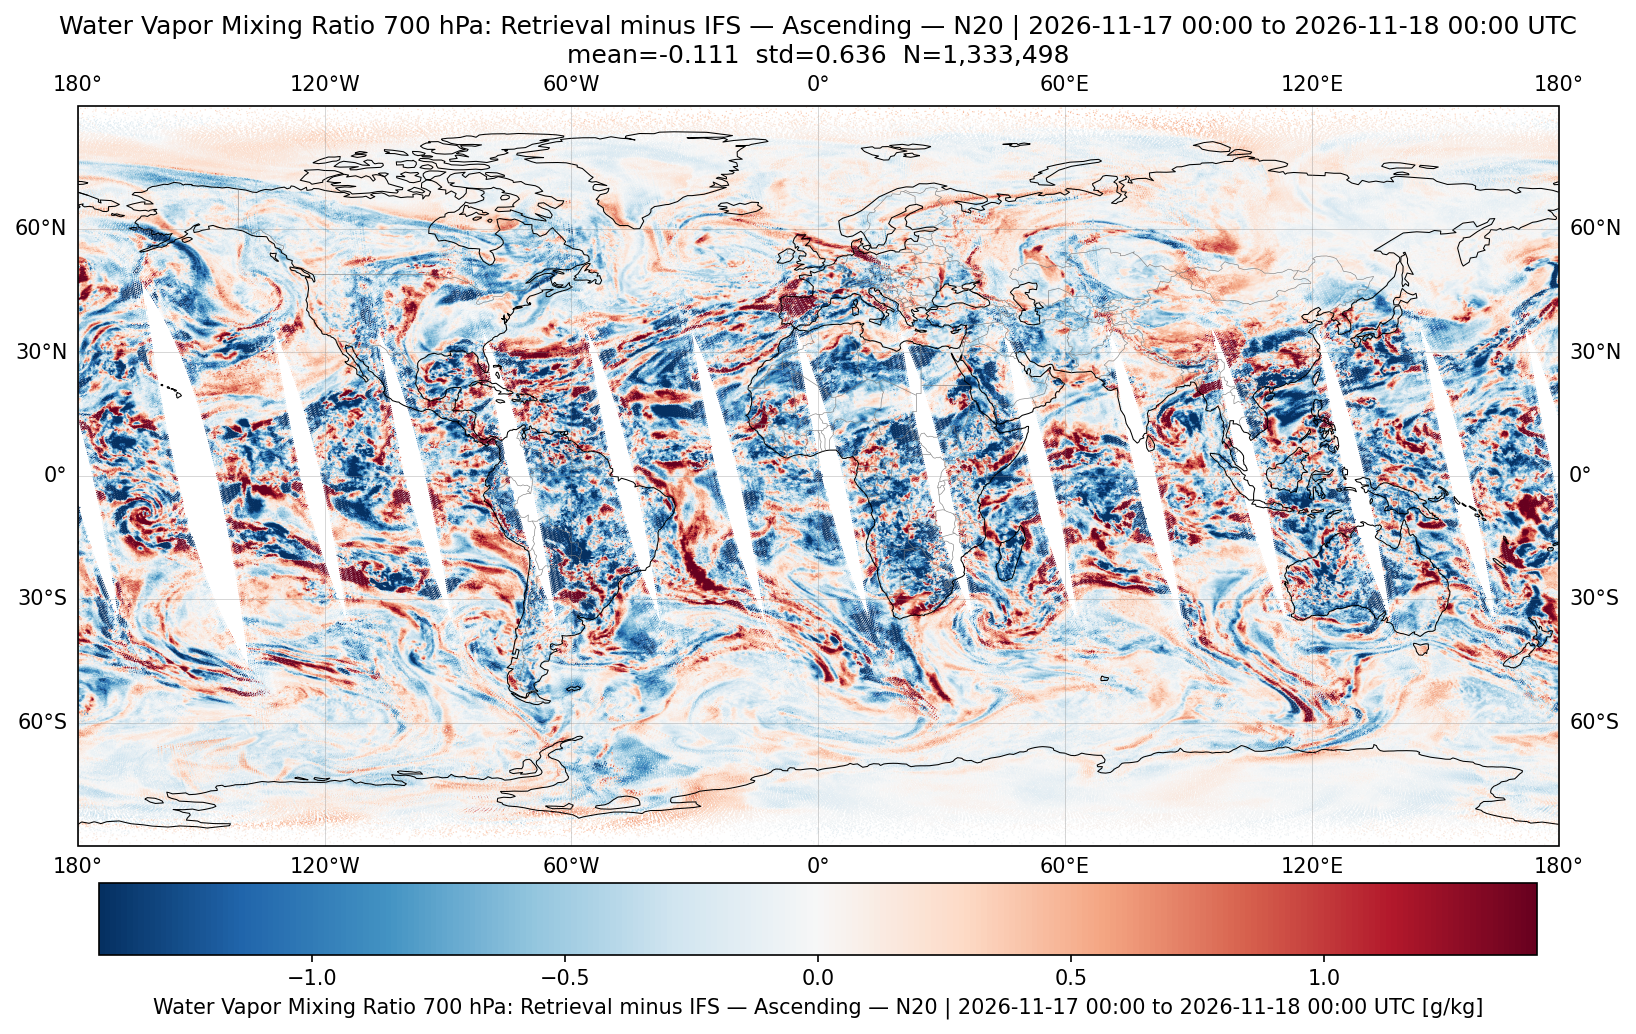 Water Vapor Mixing Ratio 700 hPa: Retrieval minus IFS — Ascending — N20 | 2026-11-17 00:00 to 2026-11-18 00:00 UTC
mean=-0.111  std=0.636  N=1,333,498
180° 120°W 60°W 0° 60°E 120°E 180°
60°N 60°N
30°N 30°N
0° 0°
30°S 30°S
60°S 60°S
180° 120°W 60°W 0° 60°E 120°E 180°
−1.0 −0.5 0.0 0.5 1.0
Water Vapor Mixing Ratio 700 hPa: Retrieval minus IFS — Ascending — N20 | 2026-11-17 00:00 to 2026-11-18 00:00 UTC [g/kg]